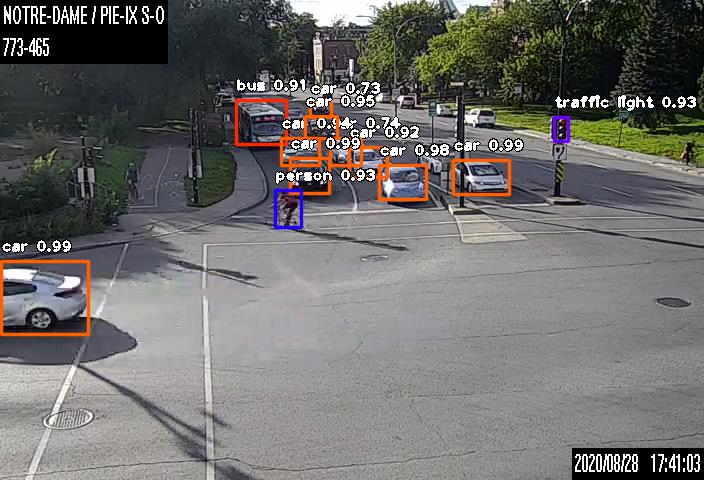 NOTRE-DAME / PIE-IX S-O
773-465
bus 0.91
car 0.73
car 0.95
traffic light 0.93
0.74
car 0.92
car 0.99
car 0.98
car 0.99
person 0.93
car 0.99
2020/08/28 17:41:03